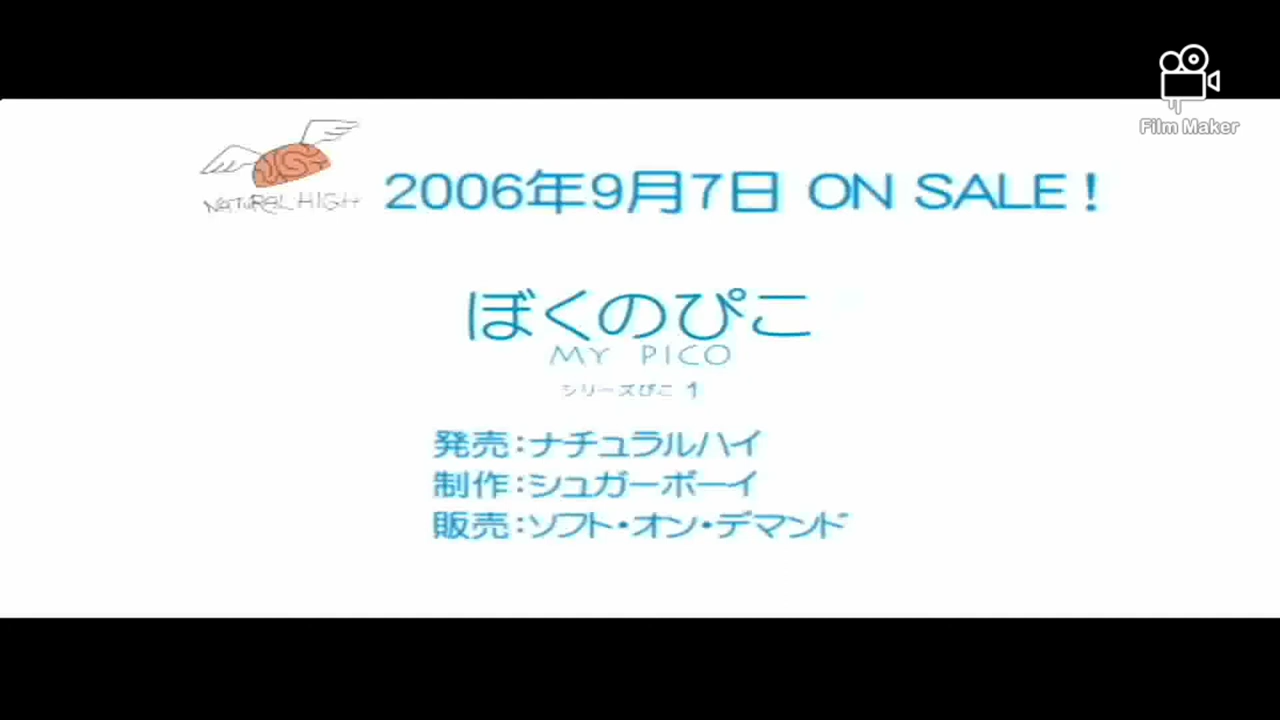 Film Maker
NATURAL HIGH
2006年9月7日 ON SALE！
ぼくのぴこ
MY PICO
シリーズぴこ 1
発売：ナチュラルハイ
制作：シュガーボーイ
販売：ソフト・オン・デマンド